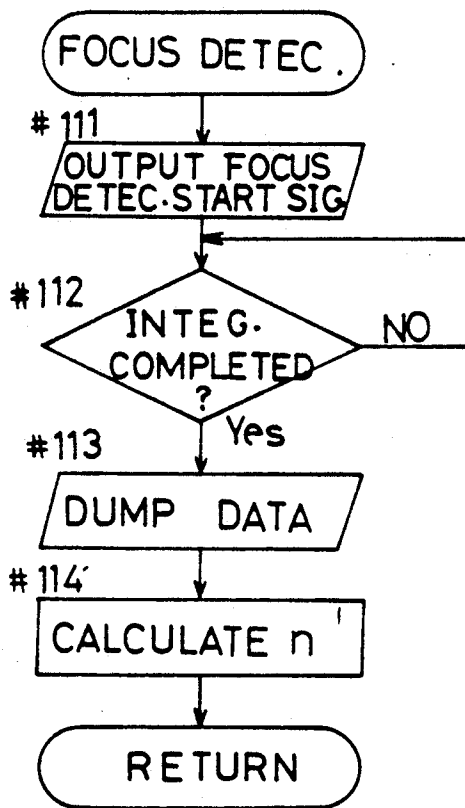 FOCUS DETEC.
#111
OUTPUT FOCUS
DETEC.START SIG
#112
INTEG.
COMPLETED
?
NO
Yes
#113
DUMP DATA
#114
CALCULATE n
RETURN